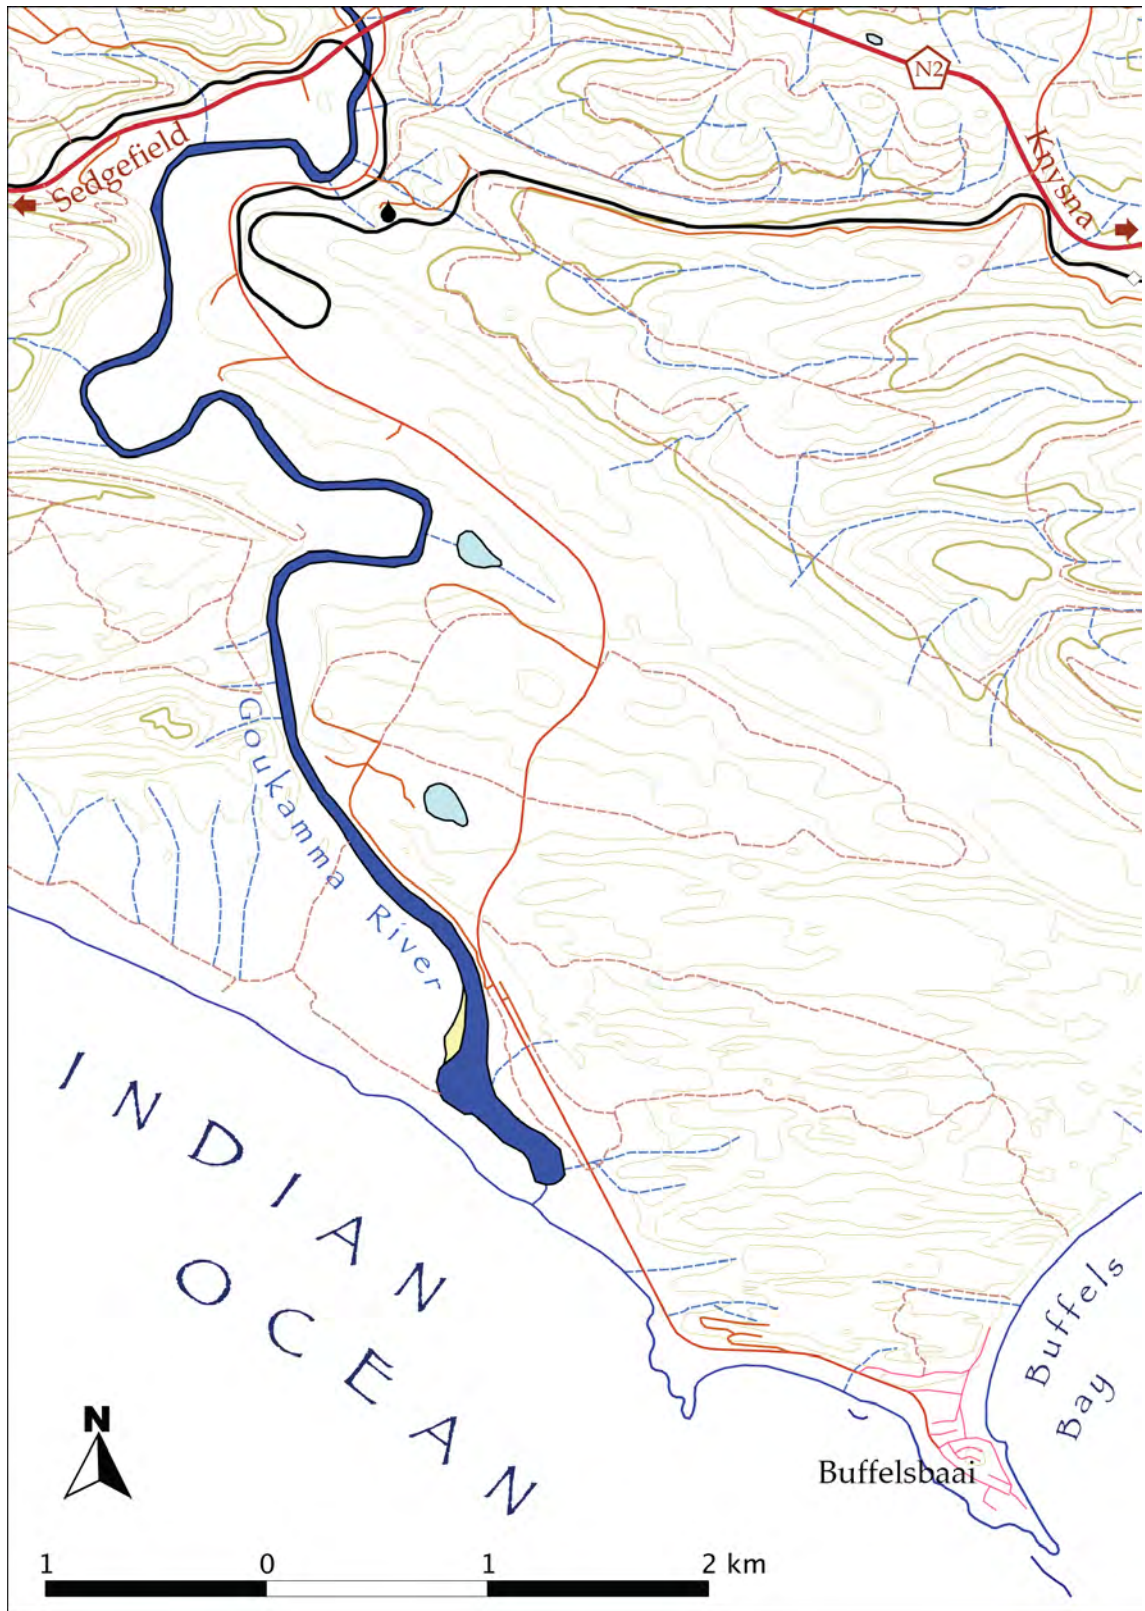 N2
Sedgefield
Knysna
Goukamma River
INDIAN
OCEAN
Buffels
Bay
N
Buffelsbaai
1 0 1 2 km